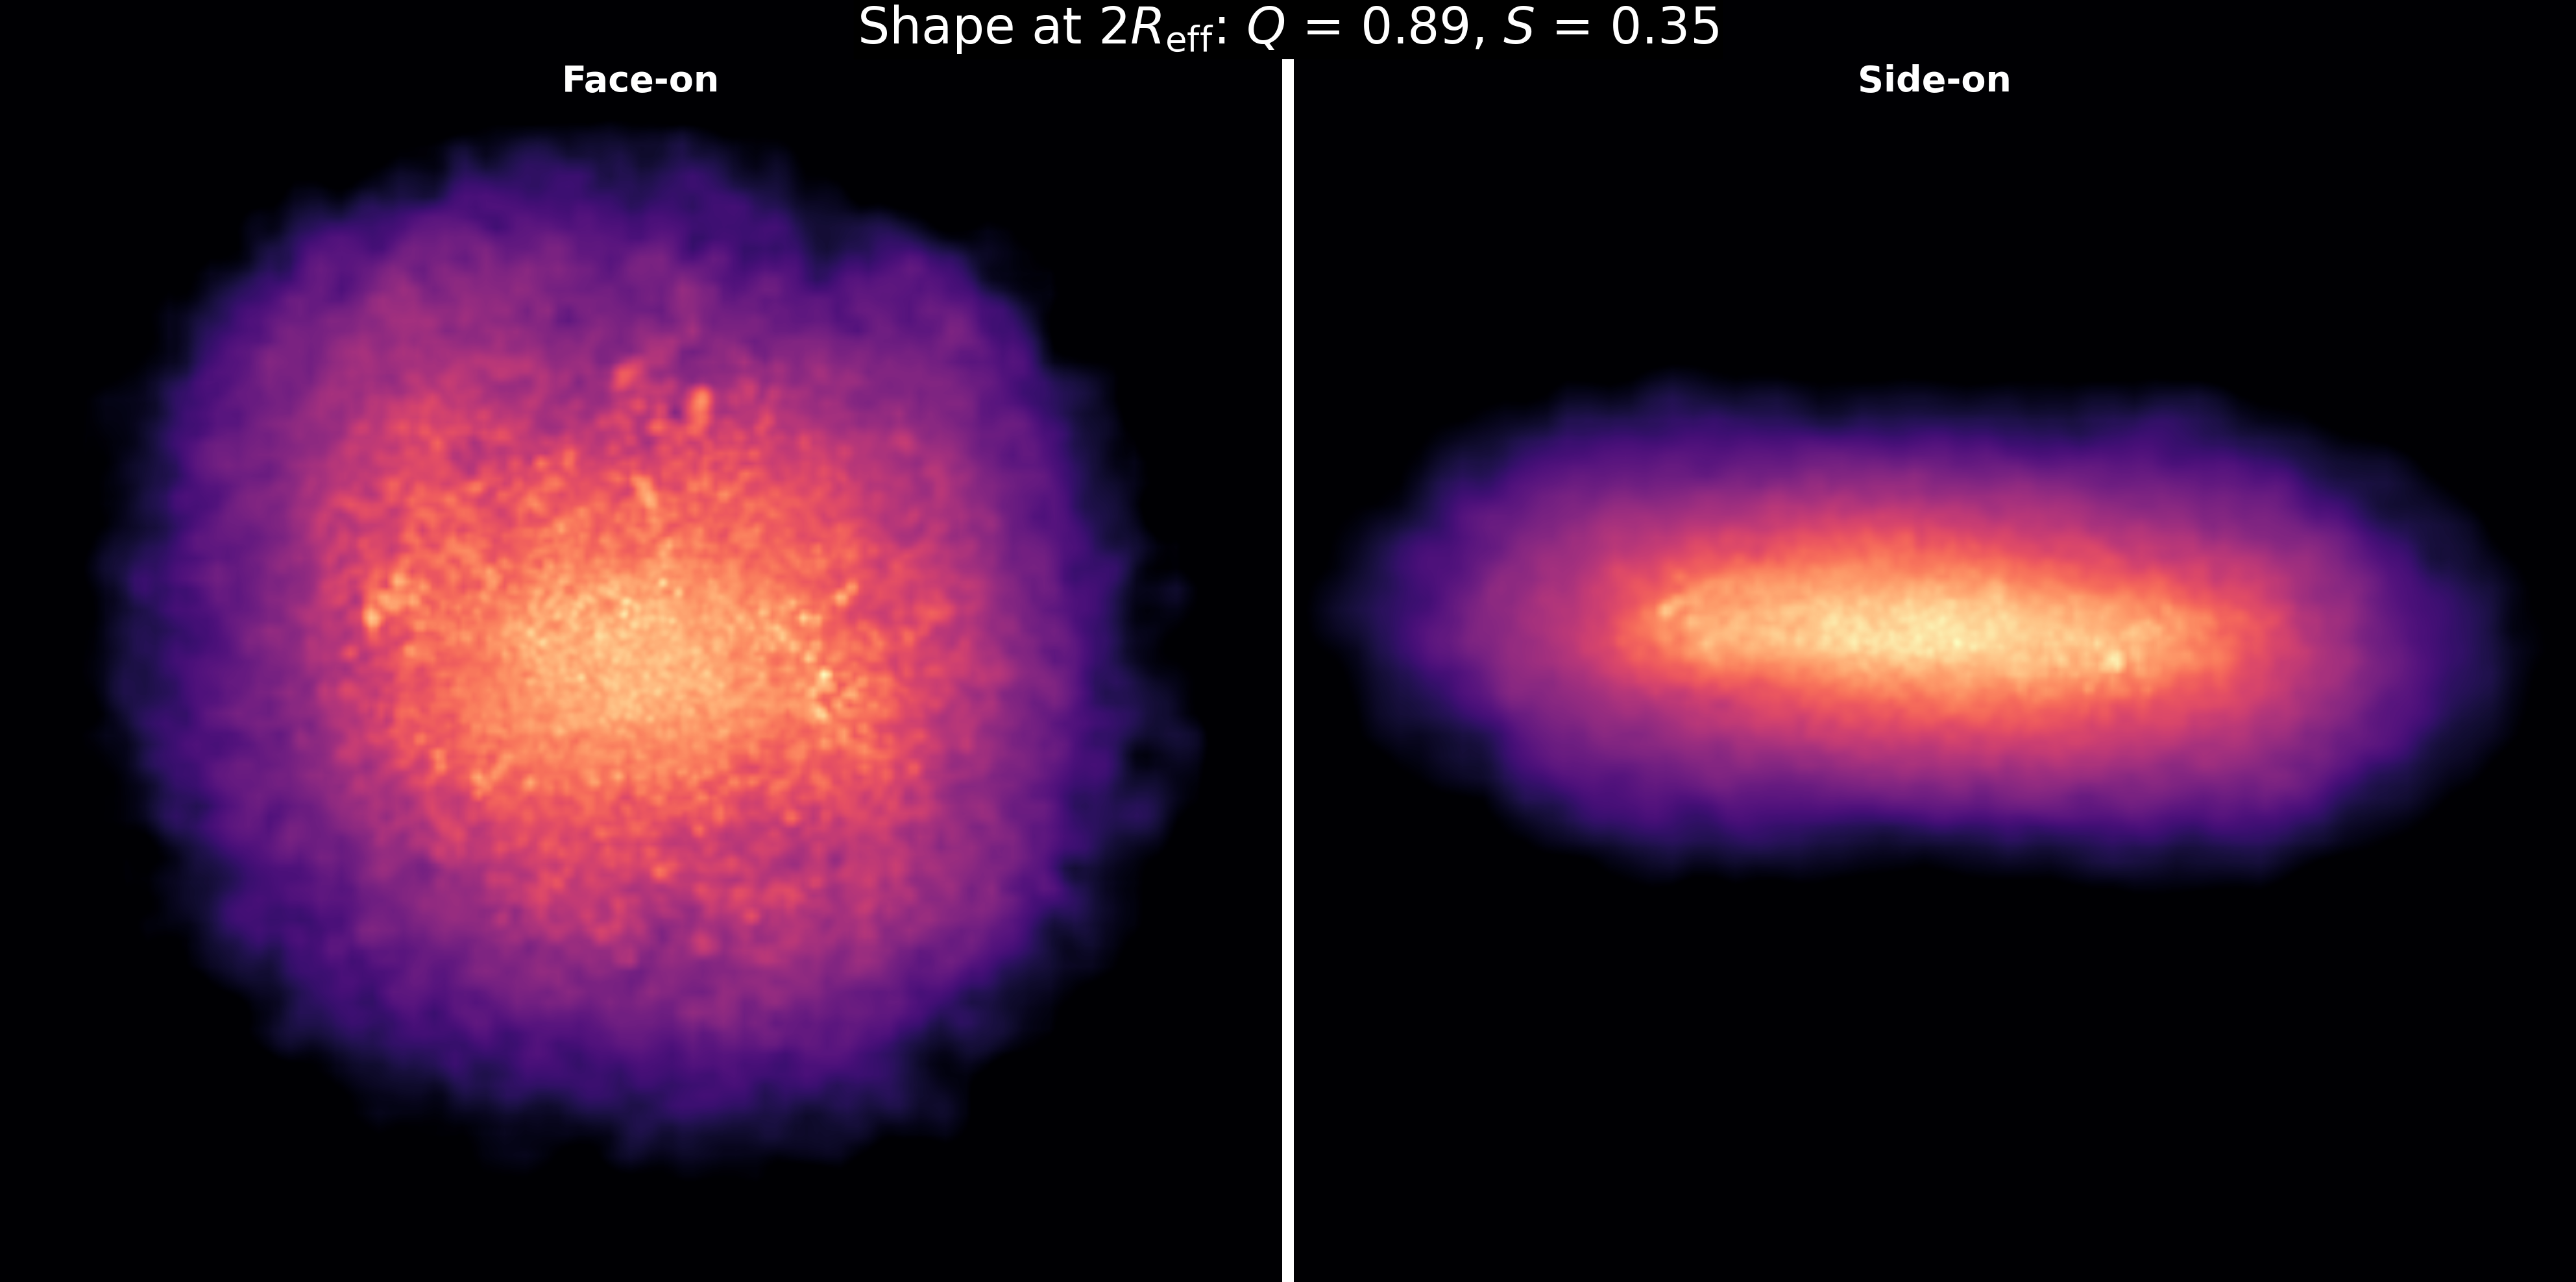 Shape at 2R_eff: Q = 0.89, S = 0.35
Face-on
Side-on